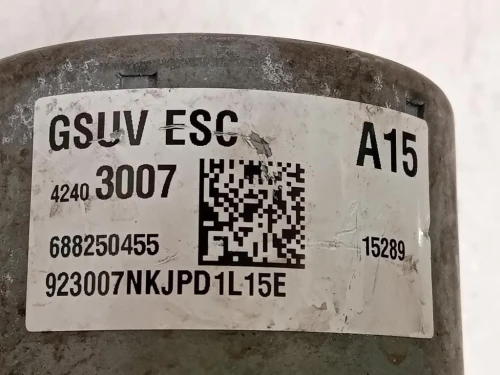 GSUV ESC A15
4240 3007
688250455 15289
923007NKJPD1L15E